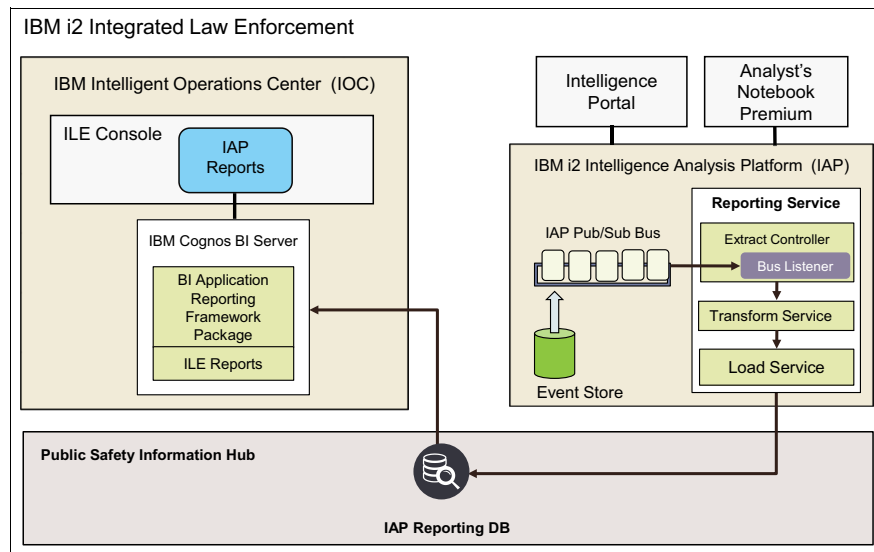 IBM i2 Integrated Law Enforcement
IBM Intelligent Operations Center (IOC)
ILE Console
IAP
Reports
IBM Cognos BI Server
BI Application
Reporting
Framework
Package
ILE Reports
Intelligence
Portal
Analyst's
Notebook
Premium
IBM i2 Intelligence Analysis Platform (IAP)
Reporting Service
IAP Pub/Sub Bus
Extract Controller
Bus Listener
Transform Service
Load Service
Event Store
Public Safety Information Hub
IAP Reporting DB